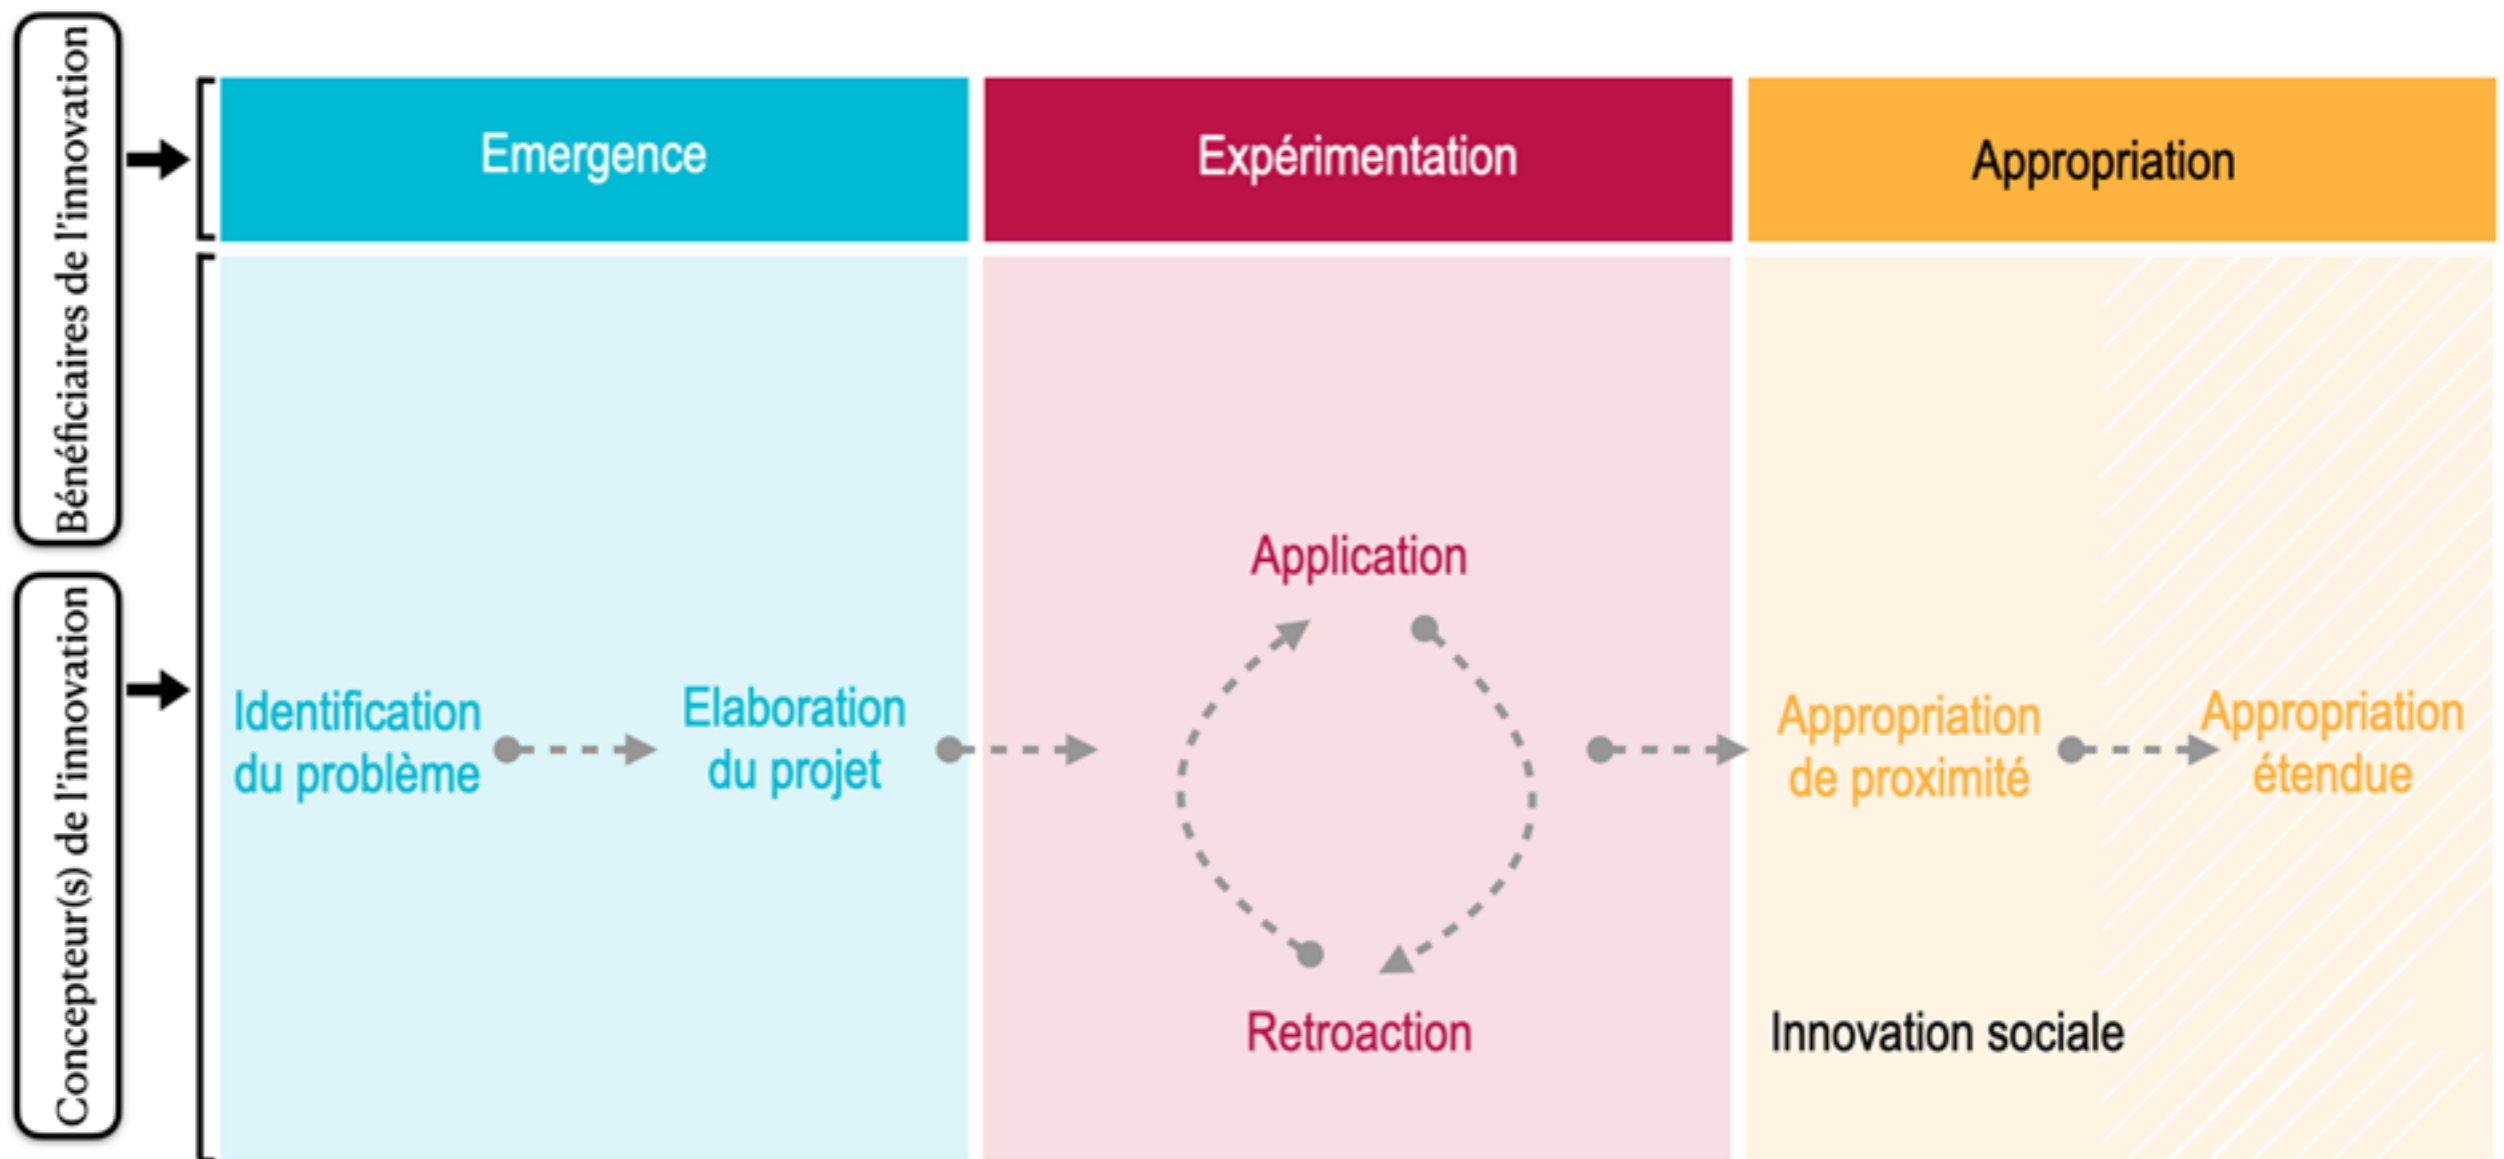 Bénéficiaires de l'innovation
Emergence
Expérimentation
Appropriation
Concepteur(s) de l'innovation
Identification
du problème
Elaboration
du projet
Application
Retroaction
Appropriation
de proximité
Appropriation
étendue
Innovation sociale